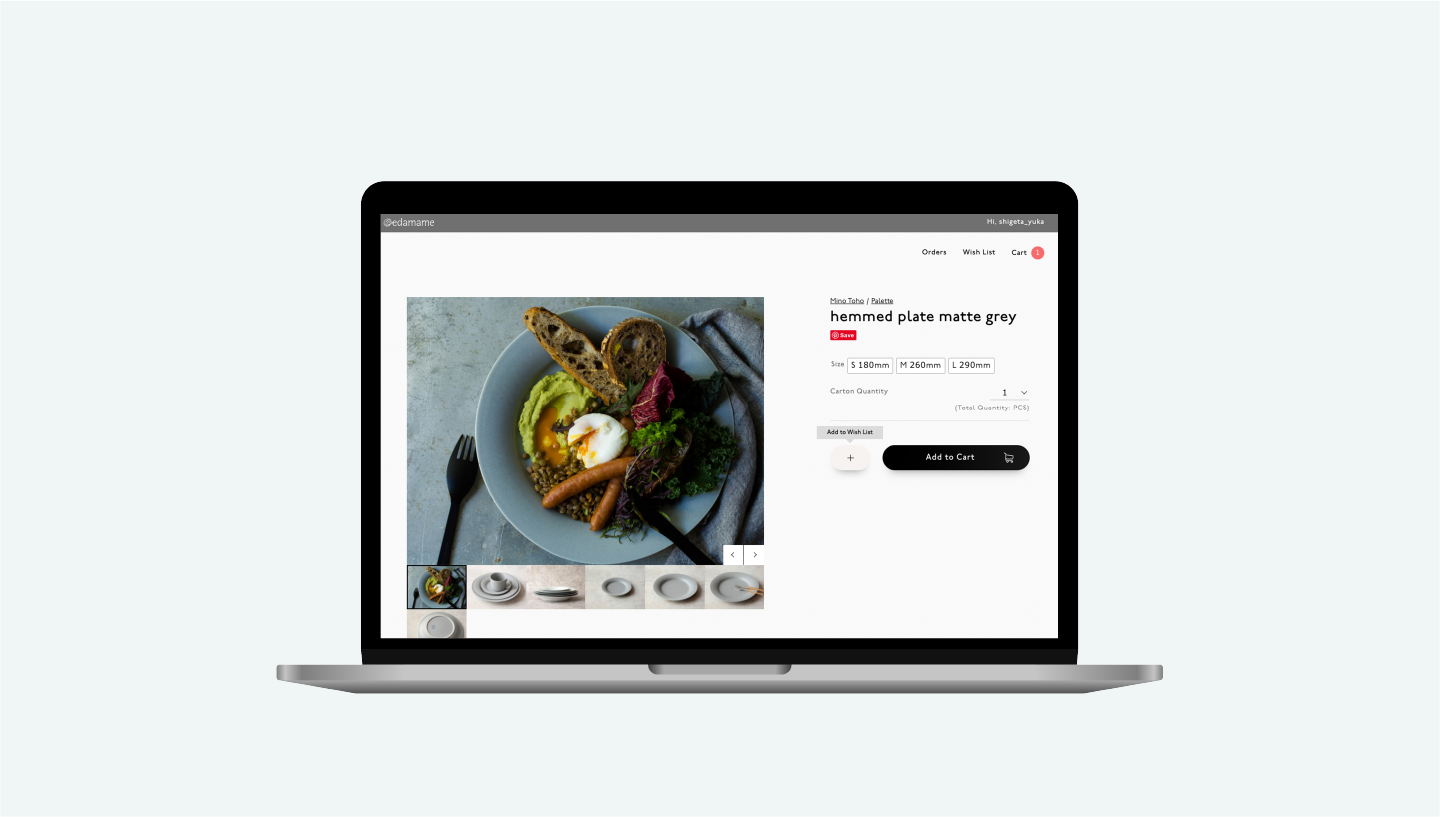 @edamame
Hi, shigeta_yuka
Orders Wish List Cart 1
Mino Toho / Palette
hemmed plate matte grey
Save
Size S 180mm M 260mm L 290mm
Carton Quantity 1
(Total Quantity: PCS)
Add to Wish List
+ Add to Cart